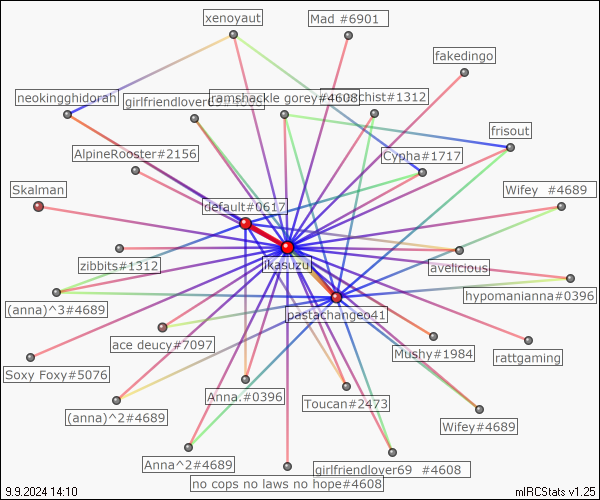 xenoyaut
Mad #6901
fakedingo
neokingghidorah
girlfriendlover69#4608
ramshackle gorey#4608
chist#1312
frisout
AlpineRooster#2156
Cypha#1717
Skalman
Wifey #4689
default#0617
zibbits#1312
ikasuzu
avelicious
hypomanianna#0396
(anna)^3#4689
pastachangeo41
ace deucy#7097
Mushy#1984
rattgaming
Soxy Foxy#5076
Anna.#0396
Toucan#2473
(anna)^2#4689
Wifey#4689
Anna^2#4689
girlfriendlover69 #4608
no cops no laws no hope#4608
9.9.2024 14:10
mIRCStats v1.25